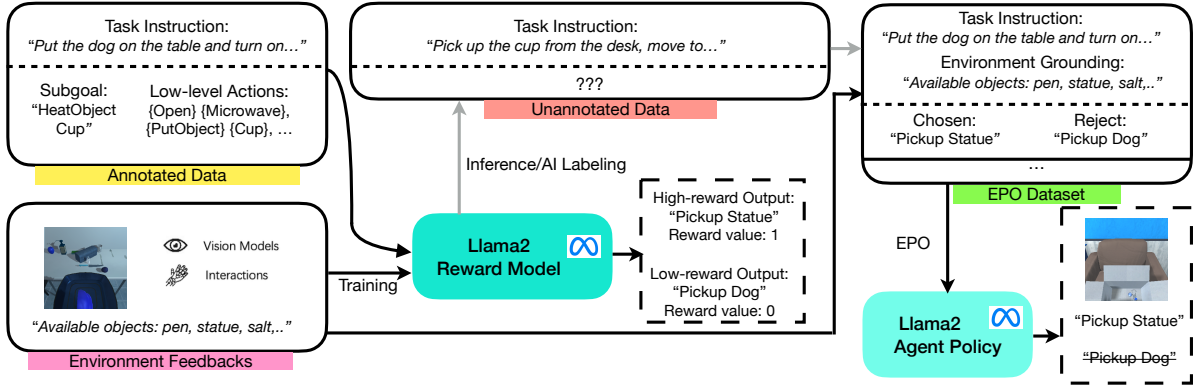 Task Instruction:
“Put the dog on the table and turn on…”
Subgoal:
“HeatObject
Cup”
Low-level Actions:
{Open} {Microwave},
{PutObject} {Cup}, …
Annotated Data
Vision Models
Interactions
“Available objects: pen, statue, salt,..”
Environment Feedbacks
Task Instruction:
“Pick up the cup from the desk, move to…”
???
Unannotated Data
Inference/AI Labeling
Training
Llama2
Reward Model
High-reward Output:
“Pickup Statue”
Reward value: 1
Low-reward Output:
“Pickup Dog”
Reward value: 0
Task Instruction:
“Put the dog on the table and turn on…”
Environment Grounding:
“Available objects: pen, statue, salt,..”
Chosen:
“Pickup Statue”
Reject:
“Pickup Dog”
…
EPO Dataset
EPO
Llama2
Agent Policy
“Pickup Statue”
“Pickup Dog”